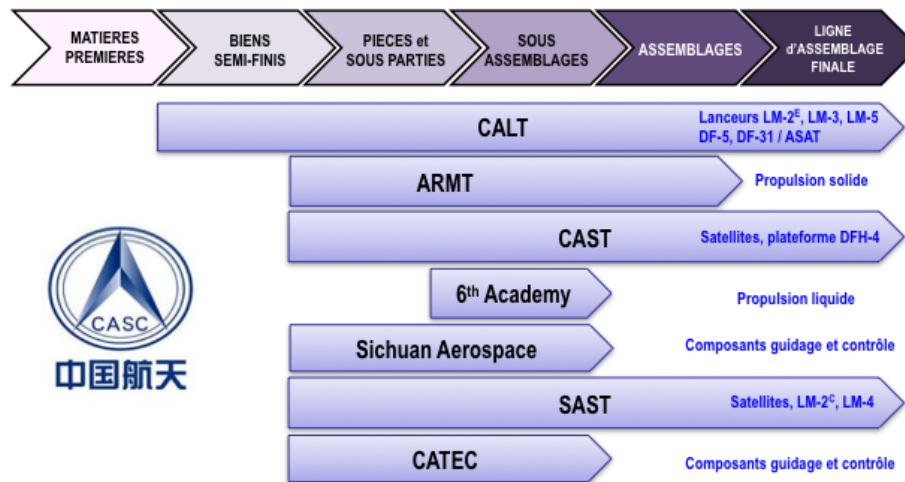 MATIERES
PREMIERES
BIENS
SEMI-FINIS
PIECES et
SOUS PARTIES
SOUS
ASSEMBLAGES
ASSEMBLAGES
LIGNE
d'ASSEMBLAGE
FINALE
CALT
Lanceurs LM-2ᴱ, LM-3, LM-5
DF-5, DF-31 / ASAT
ARMT
Propulsion solide
CAST
Satellites, plateforme DFH-4
6th Academy
Propulsion liquide
CASC
中国航天
Sichuan Aerospace
Composants guidage et contrôle
SAST
Satellites, LM-2ᶜ, LM-4
CATEC
Composants guidage et contrôle